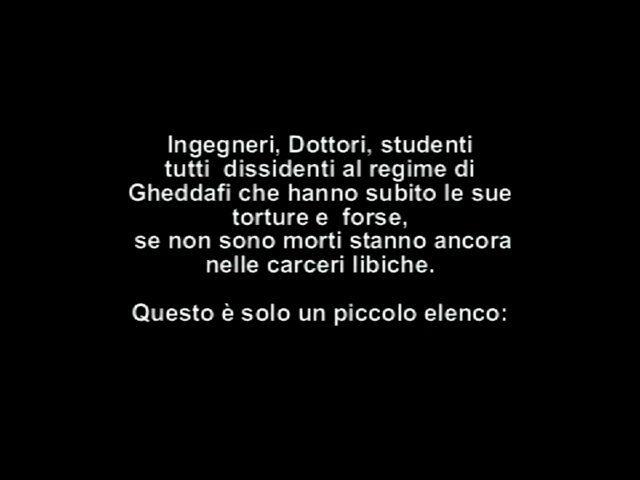 Ingegneri, Dottori, studenti
tutti  dissidenti al regime di
Gheddafi che hanno subito le sue
torture e  forse,
se non sono morti stanno ancora
nelle carceri libiche.
Questo è solo un piccolo elenco: